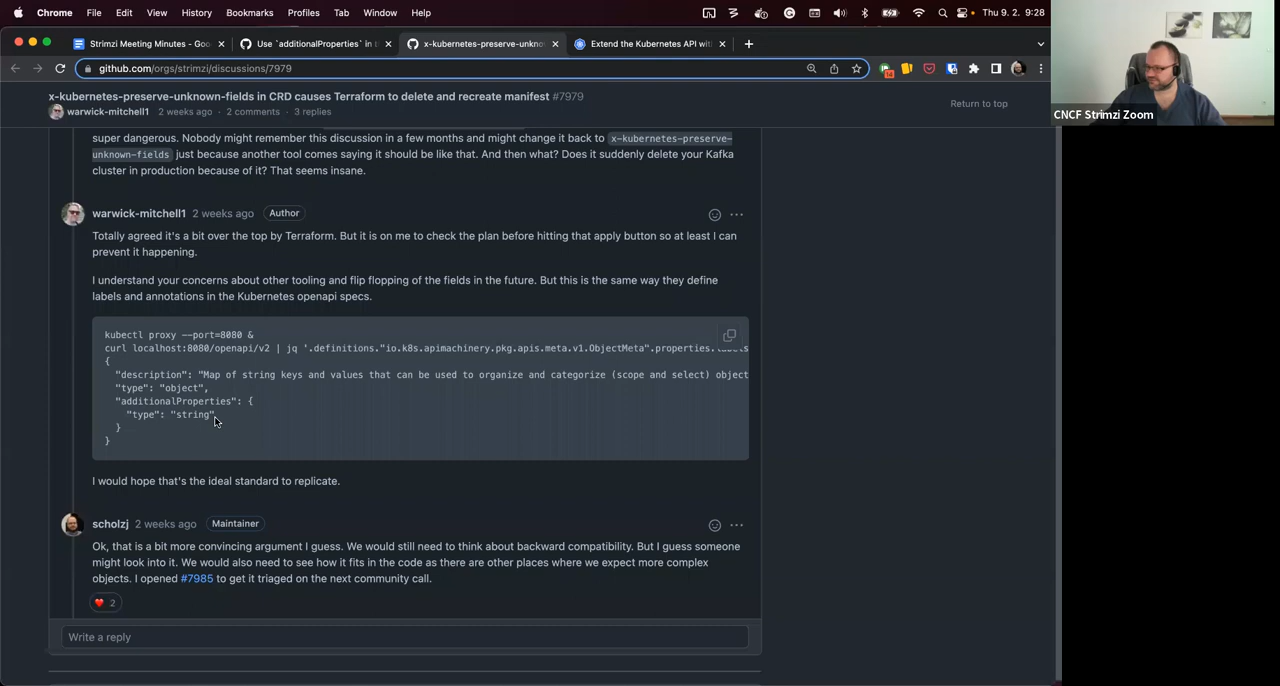 Chrome File Edit View History Bookmarks Profiles Tab Window Help Thu 9. 2. 9:28
Strimzi Meeting Minutes - Goo Use `additionalProperties` in t x-kubernetes-preserve-unkno Extend the Kubernetes API wit
github.com/orgs/strimzi/discussions/7979 14
x-kubernetes-preserve-unknown-fields in CRD causes Terraform to delete and recreate manifest #7979
warwick-mitchell1 2 weeks ago · 2 comments · 3 replies
Return to top
CNCF Strimzi Zoom
super dangerous. Nobody might remember this discussion in a few months and might change it back to x-kubernetes-preserve-
unknown-fields just because another tool comes saying it should be like that. And then what? Does it suddenly delete your Kafka
cluster in production because of it? That seems insane.
warwick-mitchell1 2 weeks ago Author
Totally agreed it's a bit over the top by Terraform. But it is on me to check the plan before hitting that apply button so at least I can
prevent it happening.
I understand your concerns about other tooling and flip flopping of the fields in the future. But this is the same way they define
labels and annotations in the Kubernetes openapi specs.
kubectl proxy --port=8080 &
curl localhost:8080/openapi/v2 | jq '.definitions."io.k8s.apimachinery.pkg.apis.meta.v1.ObjectMeta".properties.labels
{
"description": "Map of string keys and values that can be used to organize and categorize (scope and select) object
"type": "object",
"additionalProperties": {
"type": "string"
}
}
I would hope that's the ideal standard to replicate.
scholzj 2 weeks ago Maintainer
Ok, that is a bit more convincing argument I guess. We would still need to think about backward compatibility. But I guess someone
might look into it. We would also need to see how it fits in the code as there are other places where we expect more complex
objects. I opened #7985 to get it triaged on the next community call.
2
Write a reply